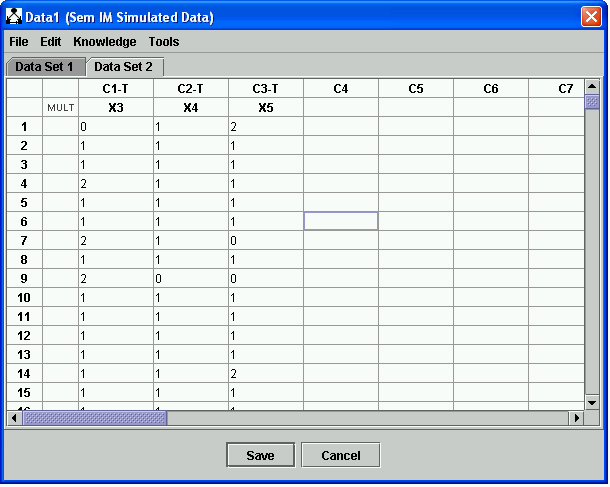 Data1 (Sem IM Simulated Data)
File Edit Knowledge Tools
Data Set 1 Data Set 2
C1-T C2-T C3-T C4 C5 C6 C7
MULT X3 X4 X5
1 0 1 2
2 1 1 1
3 1 1 1
4 2 1 1
5 1 1 1
6 1 1 1
7 2 1 0
8 1 1 1
9 2 0 0
10 1 1 1
11 1 1 1
12 1 1 1
13 1 1 1
14 1 1 2
15 1 1 1
16 1 1 1
Save Cancel